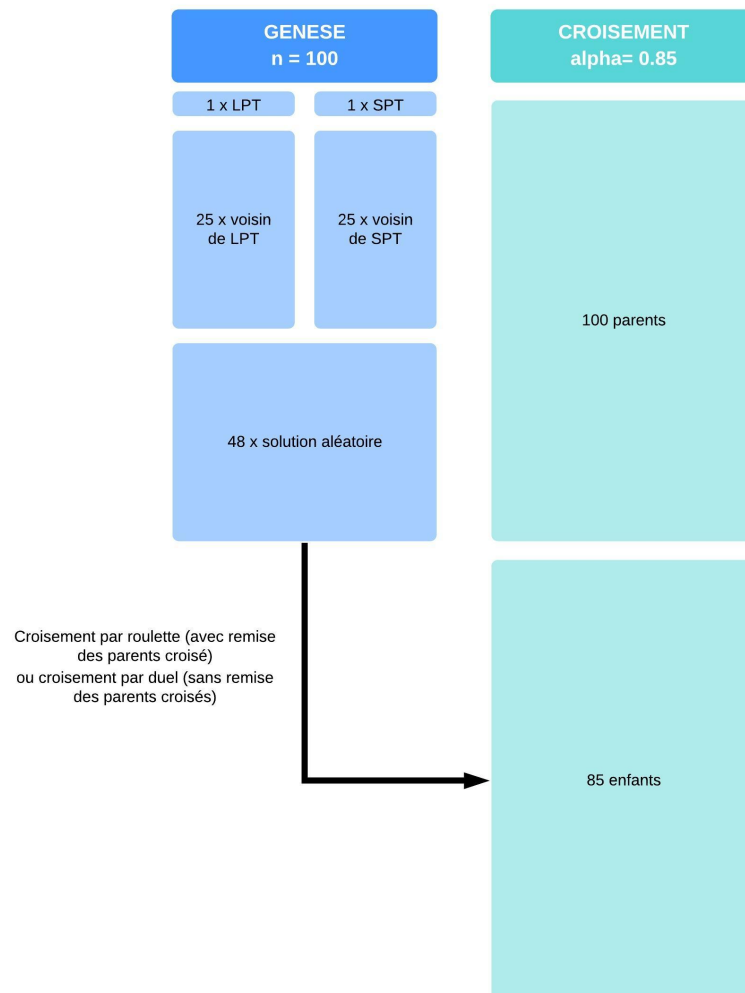 GENESE
n = 100
CROISEMENT
alpha= 0.85
1 x LPT
1 x SPT
25 x voisin
de LPT
25 x voisin
de SPT
100 parents
48 x solution aléatoire
Croisement par roulette (avec remise
des parents croisé)
ou croisement par duel (sans remise
des parents croisés)
85 enfants